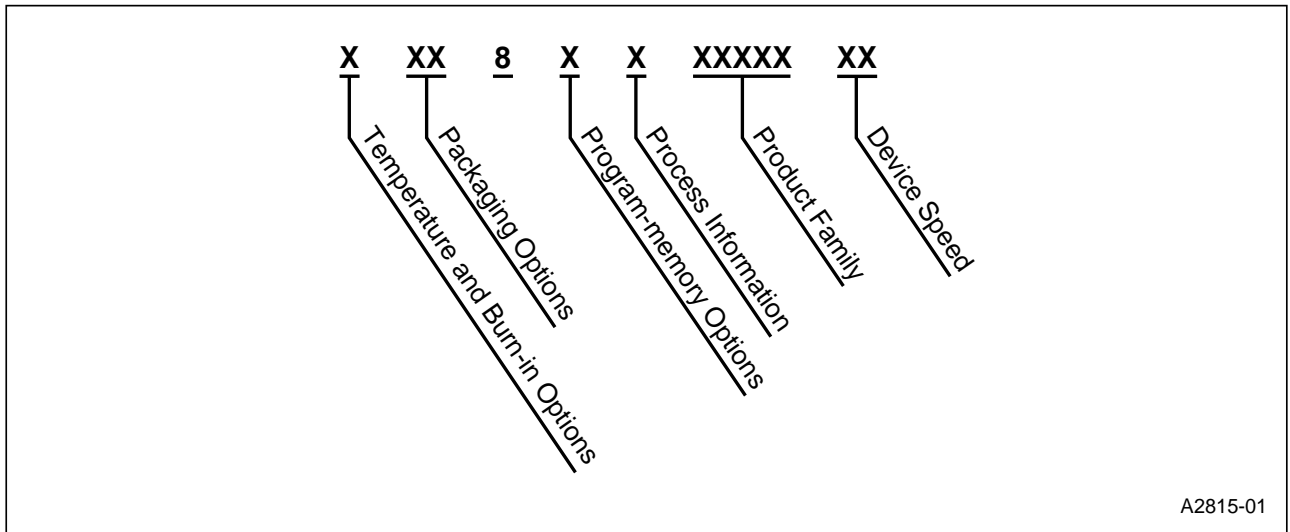 X XX 8 X X XXXXX XX
Temperature and Burn-in Options
Packaging Options
Program-memory Options
Process Information
Product Family
Device Speed
A2815-01